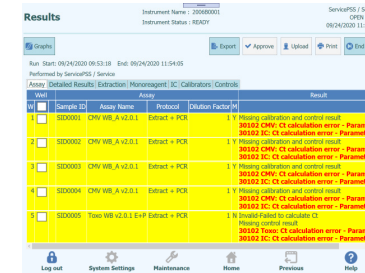 Results
Instrument Name : 200680001
Instrument Status : READY
ServicePSS / S
OPEN
09/24/2020 11:
Graphs
Export
Approve
Upload
Print
End
Run Start: 09/24/2020 09:53:18 End: 09/24/2020 11:54:05
Performed by ServicePSS / Service
Assay Detailed Results Extraction Monoreagent IC Calibrators Controls
Well Assay Result
W Sample ID Assay Name Protocol Dilution Factor M
1 SID0001 CMV WB_A v2.0.1 Extract + PCR 1 Y Missing calibration and control result
30102 CMV: Ct calculation error - Paramet
30102 IC: Ct calculation error - Paramet
2 SID0002 CMV WB_A v2.0.1 Extract + PCR 1 Y Missing calibration and control result
30102 CMV: Ct calculation error - Paramet
30102 IC: Ct calculation error - Paramet
3 SID0003 CMV WB_A v2.0.1 Extract + PCR 1 Y Missing calibration and control result
30102 CMV: Ct calculation error - Paramet
30102 IC: Ct calculation error - Paramet
4 SID0004 CMV WB_A v2.0.1 Extract + PCR 1 Y Missing calibration and control result
30102 CMV: Ct calculation error - Paramet
30102 IC: Ct calculation error - Paramet
5 SID0005 Toxo WB v2.0.1 E+P Extract + PCR 1 N Invalid-Failed to calculate Ct
Missing control result
30102 Toxo: Ct calculation error - Param
30102 IC: Ct calculation error - Paramet
Log out
System Settings
Maintenance
Home
Previous
Help